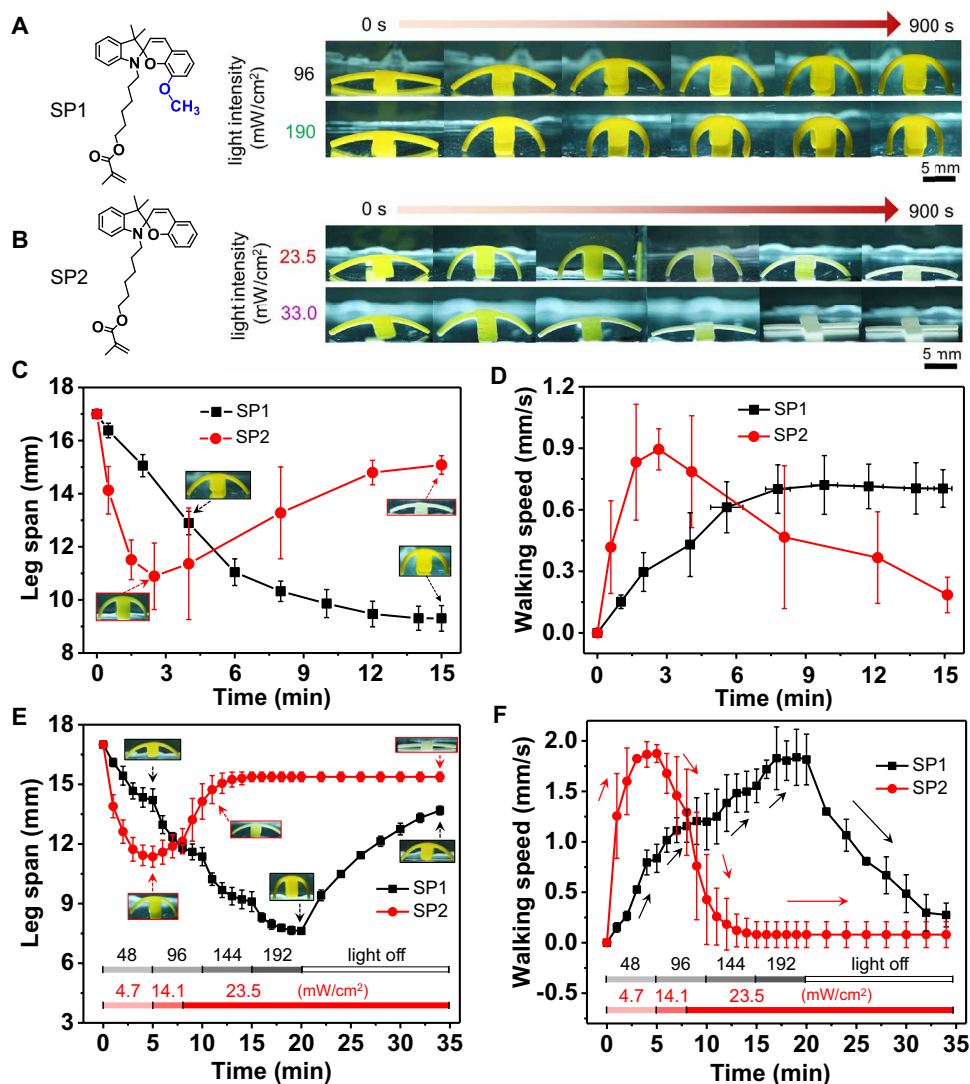 A
SP1
N
O
O
CH3
O
O
0 s
900 s
light intensity
(mW/cm²)
96
190
5 mm
B
SP2
N
O
O
O
0 s
900 s
light intensity
(mW/cm²)
23.5
33.0
5 mm
C
Leg span (mm)
18
16
14
12
10
8
SP1
SP2
0 3 6 9 12 15
Time (min)
D
Walking speed (mm/s)
1.2
0.9
0.6
0.3
0.0
SP1
SP2
0 3 6 9 12 15
Time (min)
E
Leg span (mm)
18
15
12
9
6
3
SP1
SP2
48 96 144 192 light off
4.7 14.1 23.5 (mW/cm²)
0 5 10 15 20 25 30 35
Time (min)
F
Walking speed (mm/s)
2.0
1.5
1.0
0.5
0.0
-0.5
SP1
SP2
48 96 144 192 light off
4.7 14.1 23.5 (mW/cm²)
0 5 10 15 20 25 30 35
Time (min)